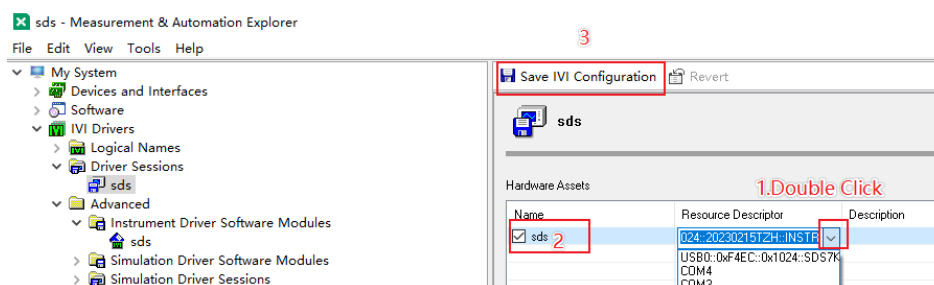 sds - Measurement & Automation Explorer
File Edit View Tools Help
3
My System
Devices and Interfaces
Software
IVI Drivers
Logical Names
Driver Sessions
sds
Advanced
Instrument Driver Software Modules
sds
Simulation Driver Software Modules
Simulation Driver Sessions
Save IVI Configuration Revert
sds
Hardware Assets
1.Double Click
Name Resource Descriptor Description
sds 2 024::20230215TZH::INSTR
USB0::0xF4EC::0x1024::SDS7K
COM4
COM3